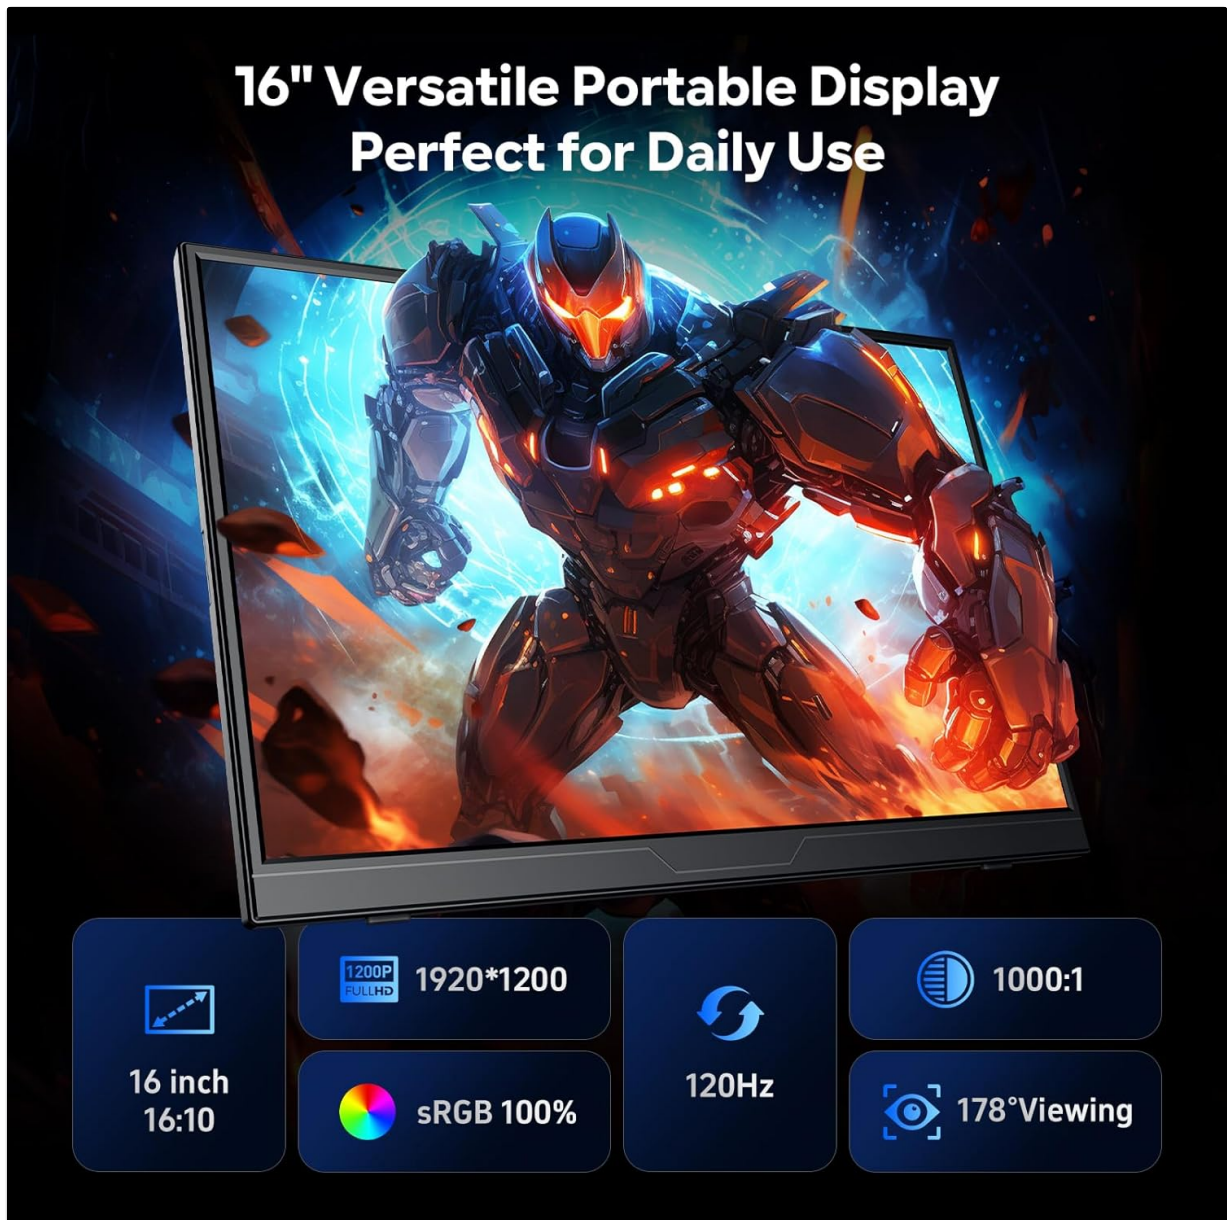 16" Versatile Portable Display
Perfect for Daily Use
16 inch
16:10
1200P
FULLHD
1920*1200
sRGB 100%
120Hz
1000:1
178°Viewing